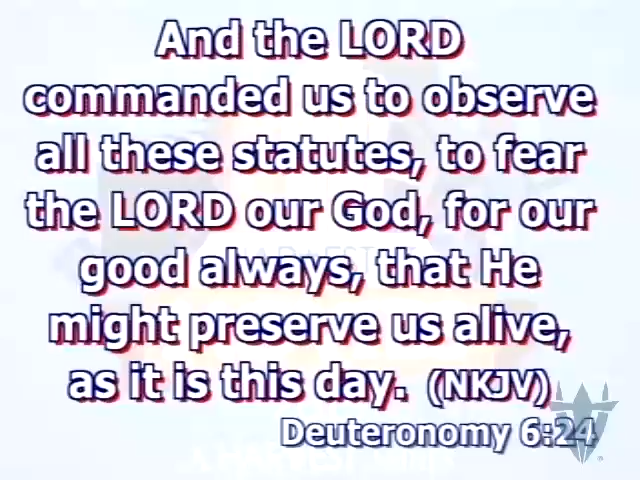 And the LORD
commanded us to observe
all these statutes, to fear
the LORD our God, for our
good always, that He
might preserve us alive,
as it is this day. (NKJV)
Deuteronomy 6:24
HARVEST